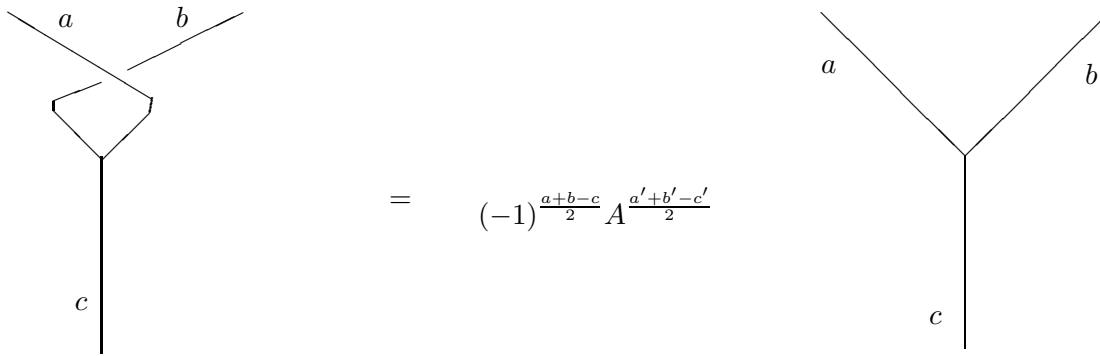 a b
a
b
= (-1)^{\frac{a+b-c}{2}} A^{\frac{a'+b'-c'}{2}}
c
c